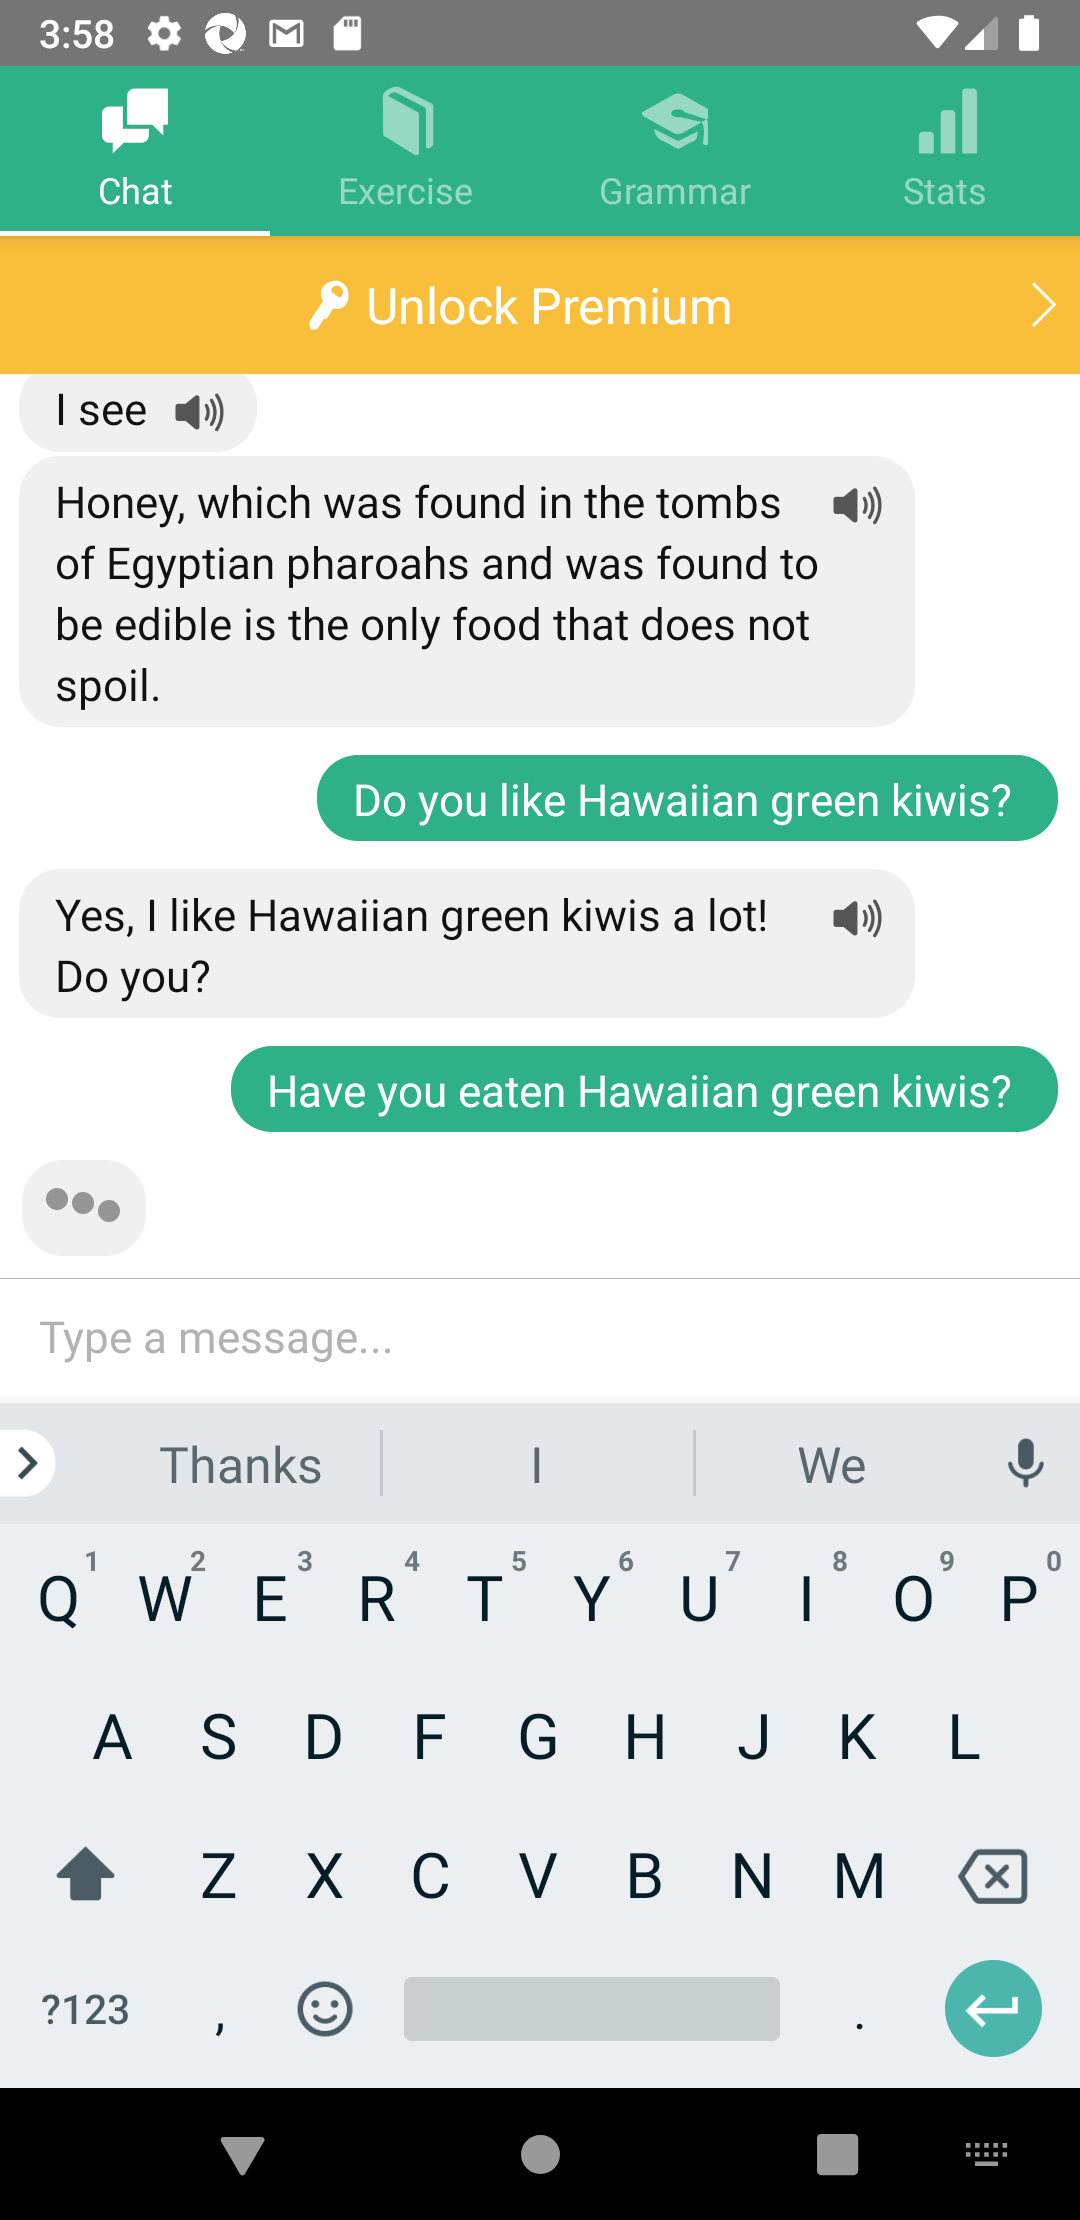 3:58
Chat
Exercise
Grammar
Stats
Unlock Premium
I see
Honey, which was found in the tombs
of Egyptian pharoahs and was found to
be edible is the only food that does not
spoil.
Do you like Hawaiian green kiwis?
Yes, I like Hawaiian green kiwis a lot!
Do you?
Have you eaten Hawaiian green kiwis?
Type a message...
Thanks I We
1 2 3 4 5 6 7 8 9 0
Q W E R T Y U I O P
A S D F G H J K L
Z X C V B N M
?123 , .